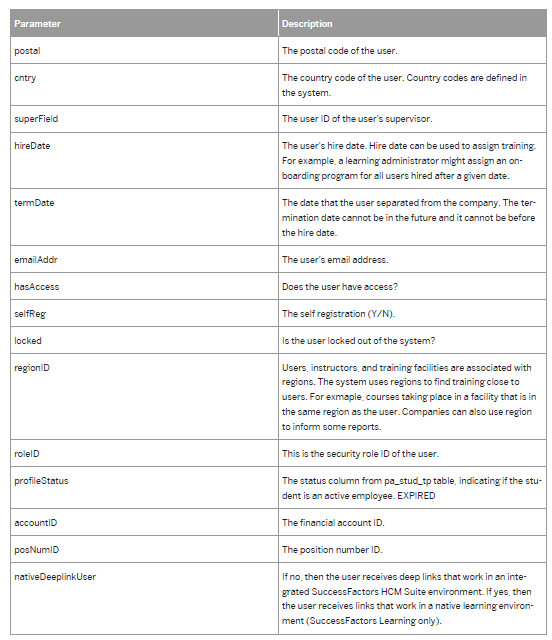 Parameter Description
postal The postal code of the user.
cntry The country code of the user. Country codes are defined in
the system.
superField The user ID of the user's supervisor.
hireDate The user's hire date. Hire date can be used to assign training.
For example, a learning administrator might assign an on-
boarding program for all users hired after a given date.
termDate The date that the user separated from the company. The ter-
mination date cannot be in the future and it cannot be before
the hire date.
emailAddr The user's email address.
hasAccess Does the user have access?
selfReg The self registration (Y/N).
locked Is the user locked out of the system?
regionID Users, instructors, and training facilities are associated with
regions. The system uses regions to find training close to
users. For exmaple, courses taking place in a facility that is in
the same region as the user. Companies can also use region
to inform some reports.
roleID This is the security role ID of the user.
profileStatus The status column from pa_stud_tp table, indicating if the stu-
dent is an active employee. EXPIRED
accountID The financial account ID.
posNumID The position number ID.
nativeDeeplinkUser If no, then the user receives deep links that work in an inte-
grated SuccessFactors HCM Suite environment. If yes, then
the user receives links that work in a native learning environ-
ment (SuccessFactors Learning only).